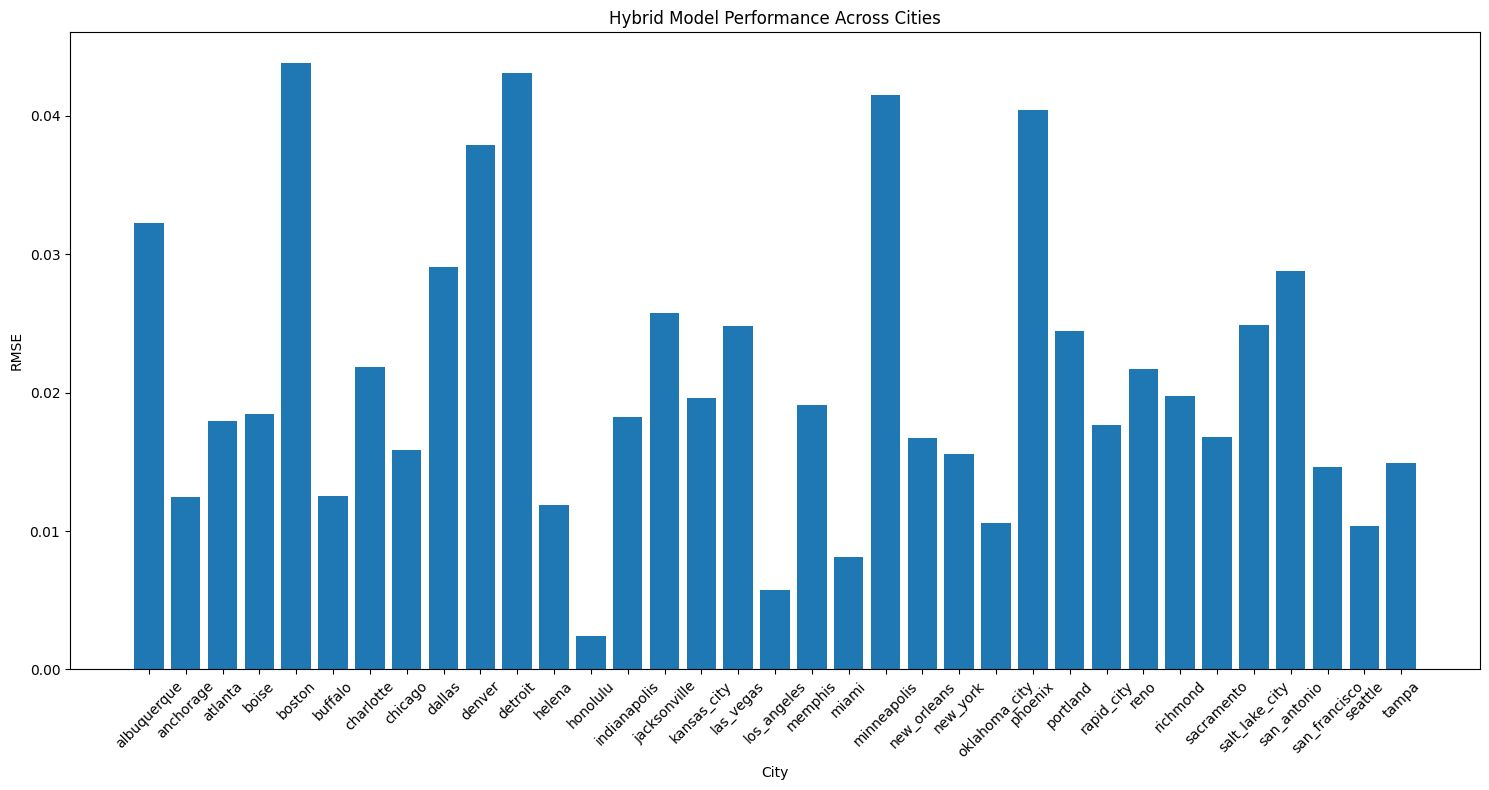 Hybrid Model Performance Across Cities
RMSE
0.04
0.03
0.02
0.01
0.00
albuquerque
anchorage
atlanta
boise
boston
buffalo
charlotte
chicago
dallas
denver
detroit
helena
honolulu
indianapolis
jacksonville
kansas_city
las_vegas
los_angeles
memphis
miami
minneapolis
new_orleans
new_york
oklahoma_city
phoenix
portland
rapid_city
reno
richmond
sacramento
salt_lake_city
san_antonio
san_francisco
seattle
tampa
City